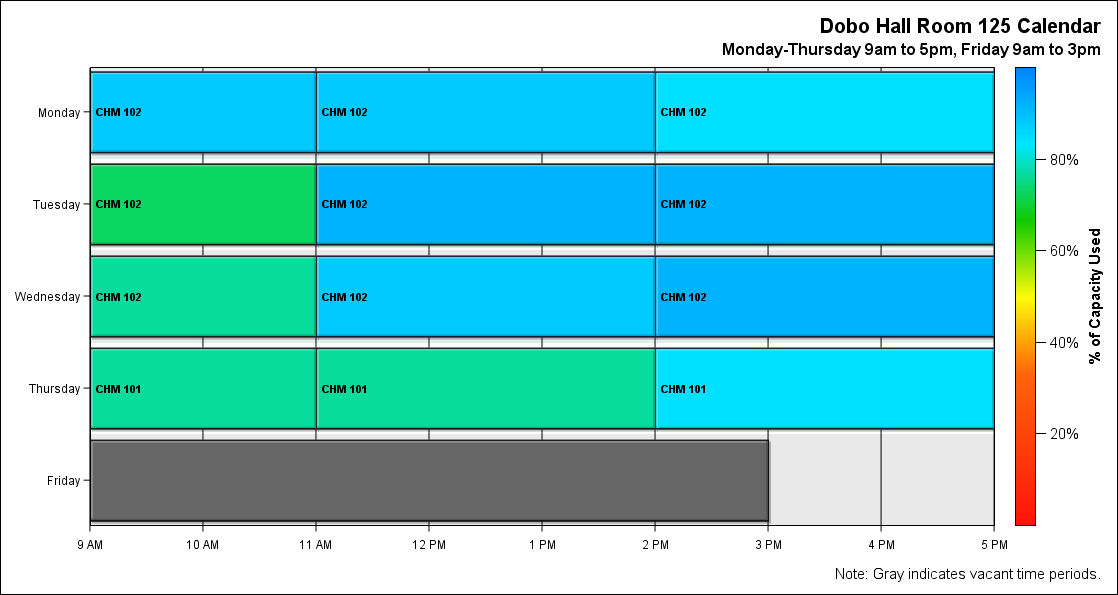 Dobo Hall Room 125 Calendar
Monday-Thursday 9am to 5pm, Friday 9am to 3pm
Monday
CHM 102
CHM 102
CHM 102
Tuesday
CHM 102
CHM 102
CHM 102
Wednesday
CHM 102
CHM 102
CHM 102
Thursday
CHM 101
CHM 101
CHM 101
Friday
9 AM
10 AM
11 AM
12 PM
1 PM
2 PM
3 PM
4 PM
5 PM
80%
60%
40%
20%
% of Capacity Used
Note: Gray indicates vacant time periods.